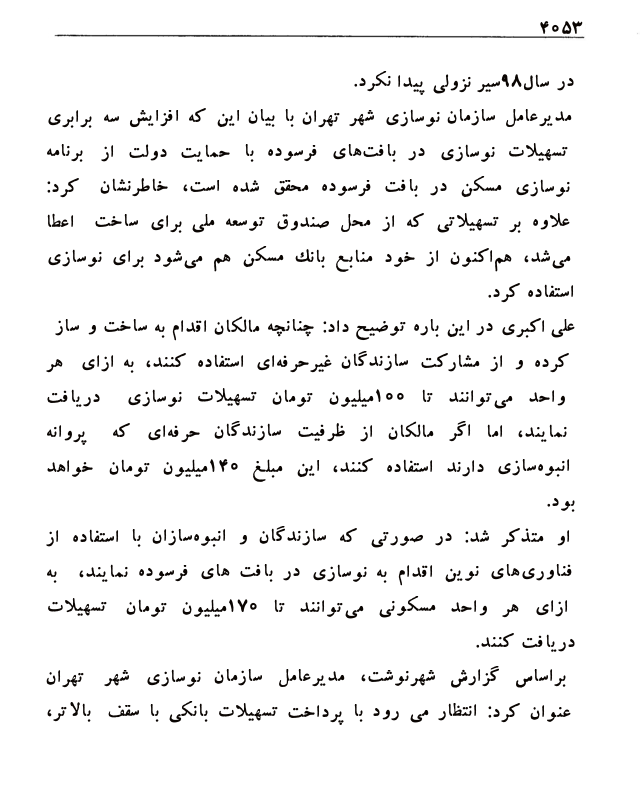 ۴۰۵۳
در سال۹۸سیر نزولی پیدا نکرد.
مدیرعامل سازمان نوسازی شهر تهران با بیان این که افزایش سه برابری
تسهیلات نوسازی در بافت‌های فرسوده با حمایت دولت از برنامه
نوسازی مسکن در بافت فرسوده محقق شده است، خاطرنشان کرد:
علاوه بر تسهیلاتی که از محل صندوق توسعه ملی برای ساخت اعطا
می‌شد، هم‌اکنون از خود منابع بانك مسکن هم می‌شود برای نوسازی
استفاده کرد.
علی اکبری در این باره توضیح داد: چنانچه مالکان اقدام به ساخت و ساز
کرده و از مشارکت سازندگان غیرحرفه‌ای استفاده کنند، به ازای هر
واحد می‌توانند تا ۱۰۰میلیون تومان تسهیلات نوسازی دریافت
نمایند، اما اگر مالکان از ظرفیت سازندگان حرفه‌ای که پروانه
انبوه‌سازی دارند استفاده کنند، این مبلغ ۱۴۰میلیون تومان خواهد
بود.
او متذکر شد: در صورتی که سازندگان و انبوه‌سازان با استفاده از
فناوری‌های نوین اقدام به نوسازی در بافت های فرسوده نمایند، به
ازای هر واحد مسکونی می‌توانند تا ۱۷۰میلیون تومان تسهیلات
دریافت کنند.
براساس گزارش شهرنوشت، مدیرعامل سازمان نوسازی شهر تهران
عنوان کرد: انتظار می رود با پرداخت تسهیلات بانکی با سقف بالاتر،